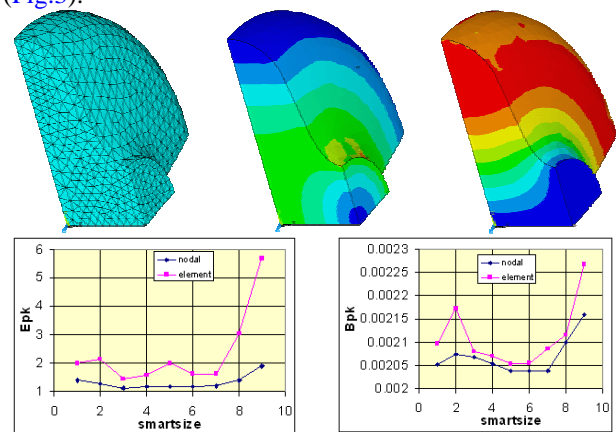 (Fig.3).
6
5
4
3
2
1
Epk
nodal
element
0 2 4 6 8 10
smartsize
0.0023
0.00225
0.0022
0.00215
0.0021
0.00205
0.002
Bpk
nodal
element
0 2 4 6 8 10
smartsize